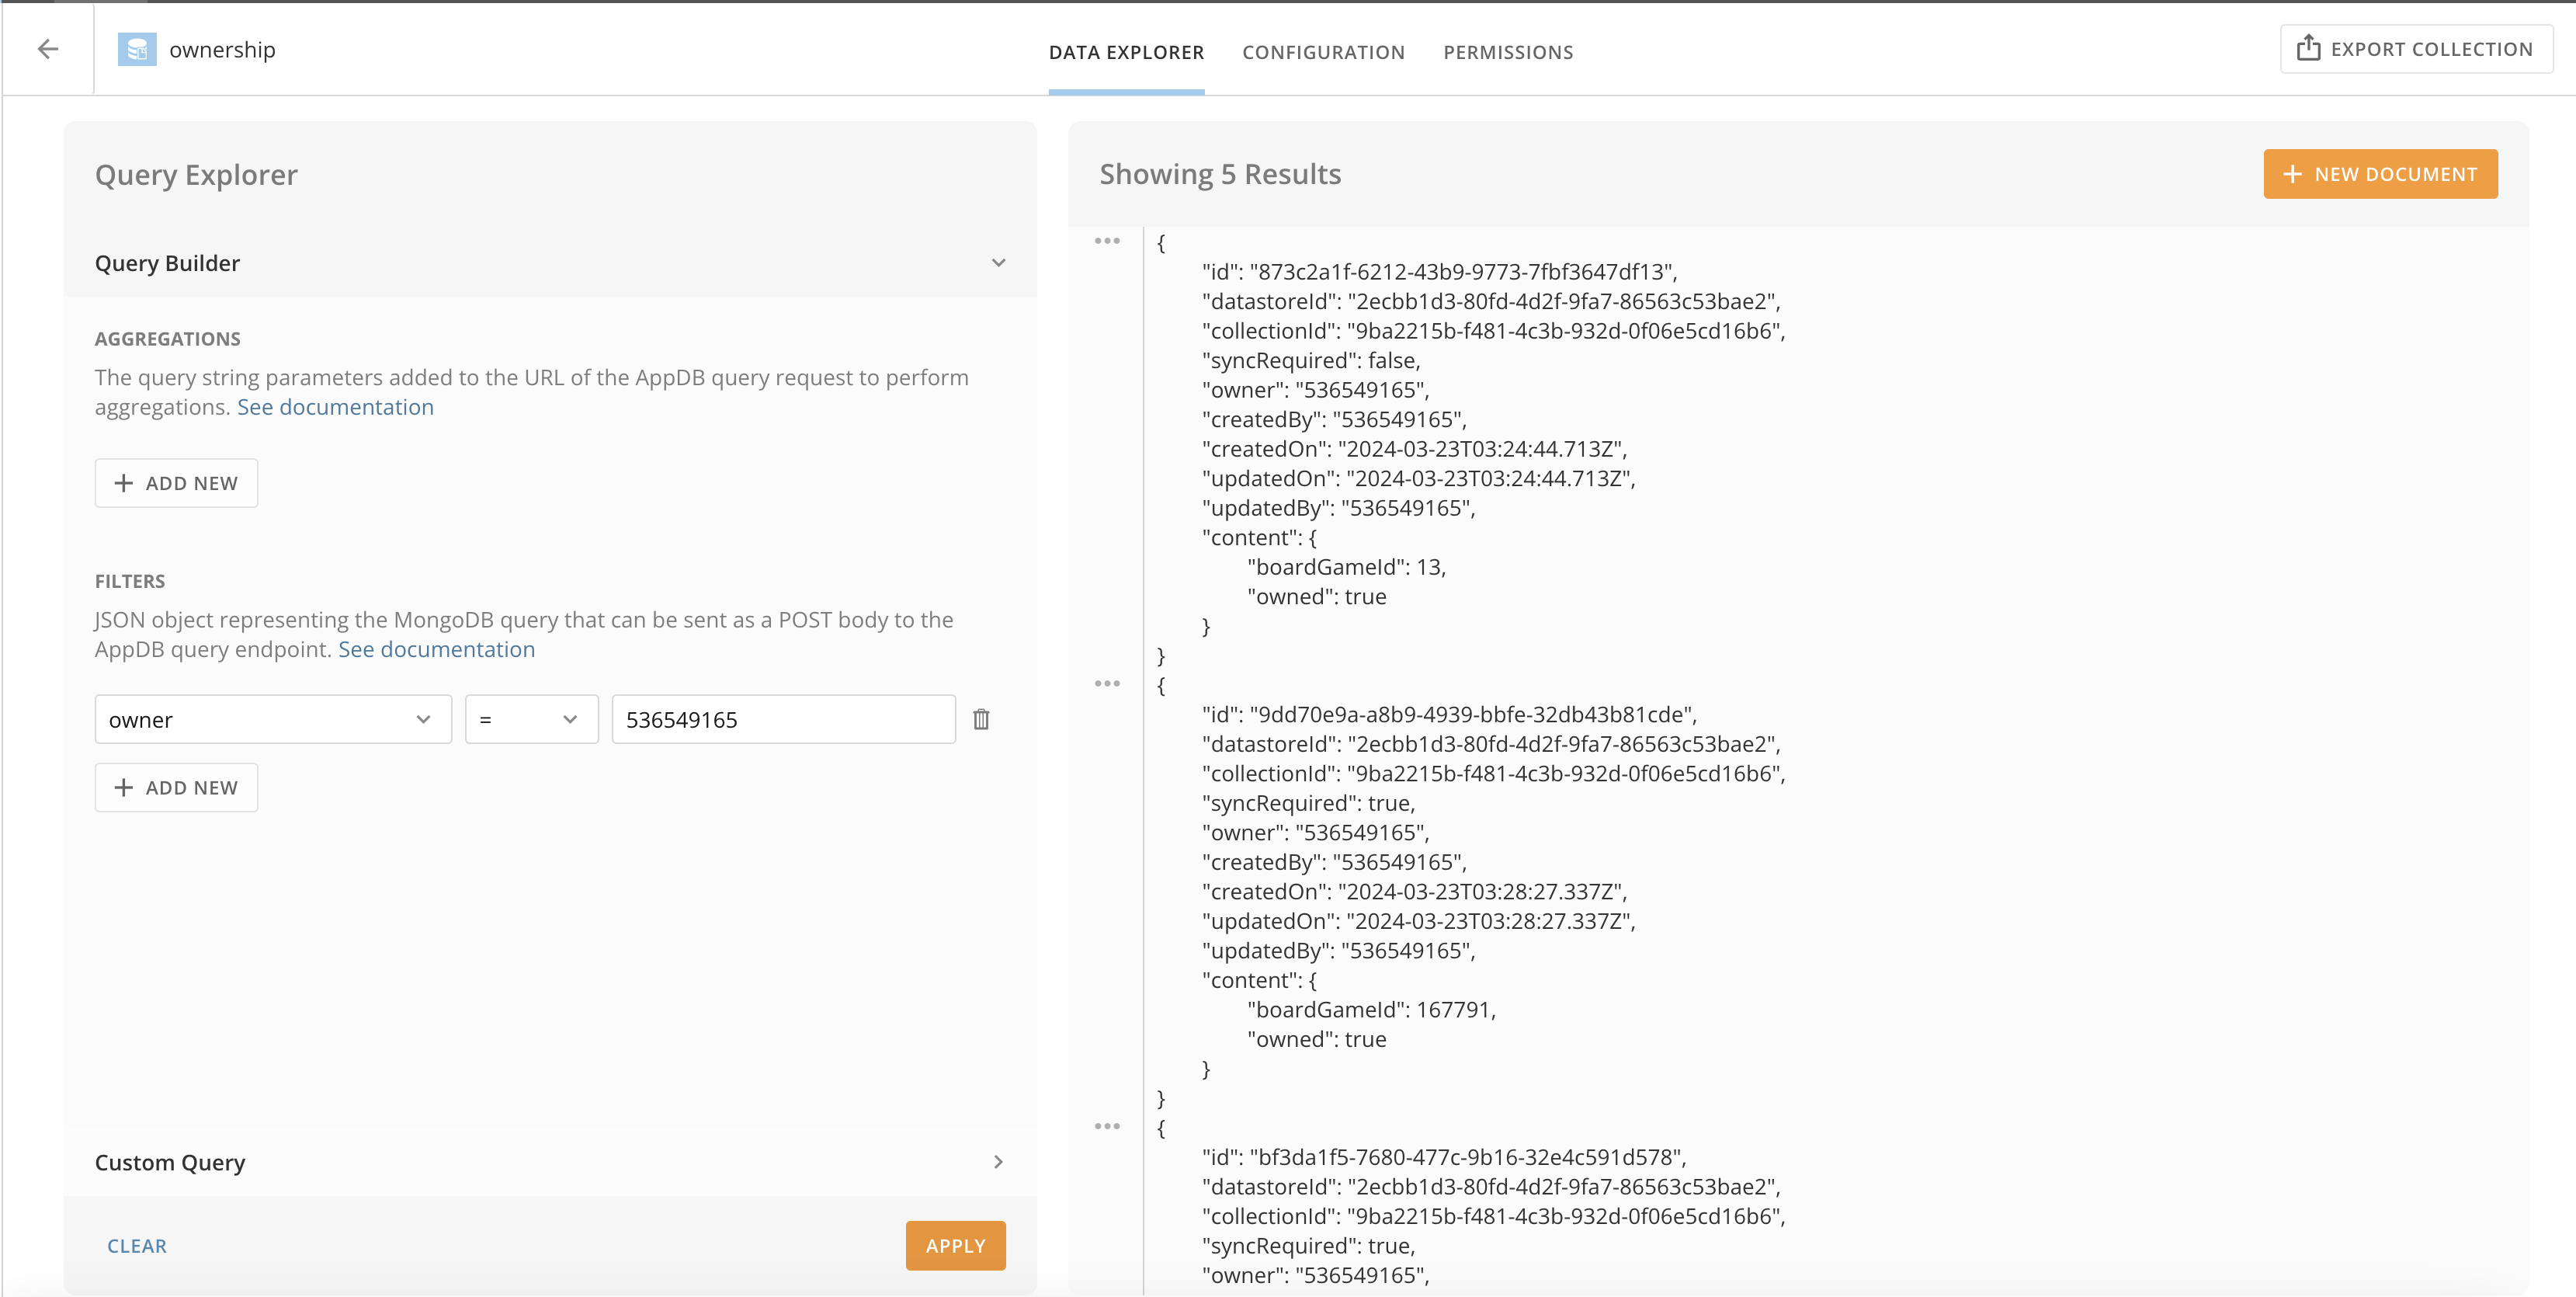 ownership
DATA EXPLORER
CONFIGURATION
PERMISSIONS
EXPORT COLLECTION
Query Explorer
Query Builder
AGGREGATIONS
The query string parameters added to the URL of the AppDB query request to perform
aggregations. See documentation
+ ADD NEW
FILTERS
JSON object representing the MongoDB query that can be sent as a POST body to the
AppDB query endpoint. See documentation
owner
=
536549165
+ ADD NEW
Custom Query
CLEAR
APPLY
Showing 5 Results
+ NEW DOCUMENT
{
"id": "873c2a1f-6212-43b9-9773-7fbf3647df13",
"datastoreId": "2ecbb1d3-80fd-4d2f-9fa7-86563c53bae2",
"collectionId": "9ba2215b-f481-4c3b-932d-0f06e5cd16b6",
"syncRequired": false,
"owner": "536549165",
"createdBy": "536549165",
"createdOn": "2024-03-23T03:24:44.713Z",
"updatedOn": "2024-03-23T03:24:44.713Z",
"updatedBy": "536549165",
"content": {
"boardGameId": 13,
"owned": true
}
}
{
"id": "9dd70e9a-a8b9-4939-bbfe-32db43b81cde",
"datastoreId": "2ecbb1d3-80fd-4d2f-9fa7-86563c53bae2",
"collectionId": "9ba2215b-f481-4c3b-932d-0f06e5cd16b6",
"syncRequired": true,
"owner": "536549165",
"createdBy": "536549165",
"createdOn": "2024-03-23T03:28:27.337Z",
"updatedOn": "2024-03-23T03:28:27.337Z",
"updatedBy": "536549165",
"content": {
"boardGameId": 167791,
"owned": true
}
}
{
"id": "bf3da1f5-7680-477c-9b16-32e4c591d578",
"datastoreId": "2ecbb1d3-80fd-4d2f-9fa7-86563c53bae2",
"collectionId": "9ba2215b-f481-4c3b-932d-0f06e5cd16b6",
"syncRequired": true,
"owner": "536549165",